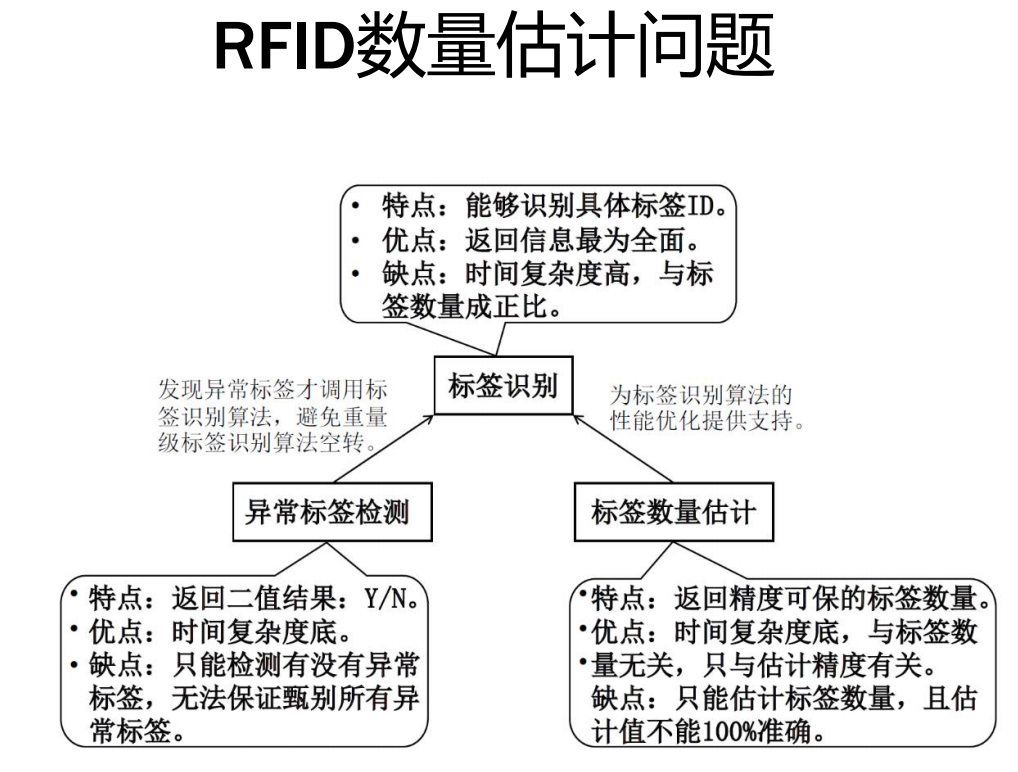 RFID数量估计问题
• 特点：能够识别具体标签ID。
• 优点：返回信息最为全面。
• 缺点：时间复杂度高，与标
签数量成正比。
标签识别
发现异常标签才调用标
签识别算法，避免重量
级标签识别算法空转。
为标签识别算法的
性能优化提供支持。
异常标签检测
标签数量估计
• 特点：返回二值结果：Y/N。
• 优点：时间复杂度底。
• 缺点：只能检测有没有异常
标签，无法保证甄别所有异
常标签。
•特点：返回精度可保的标签数量。
•优点：时间复杂度底，与标签数
•量无关，只与估计精度有关。
缺点：只能估计标签数量，且估
计值不能100%准确。